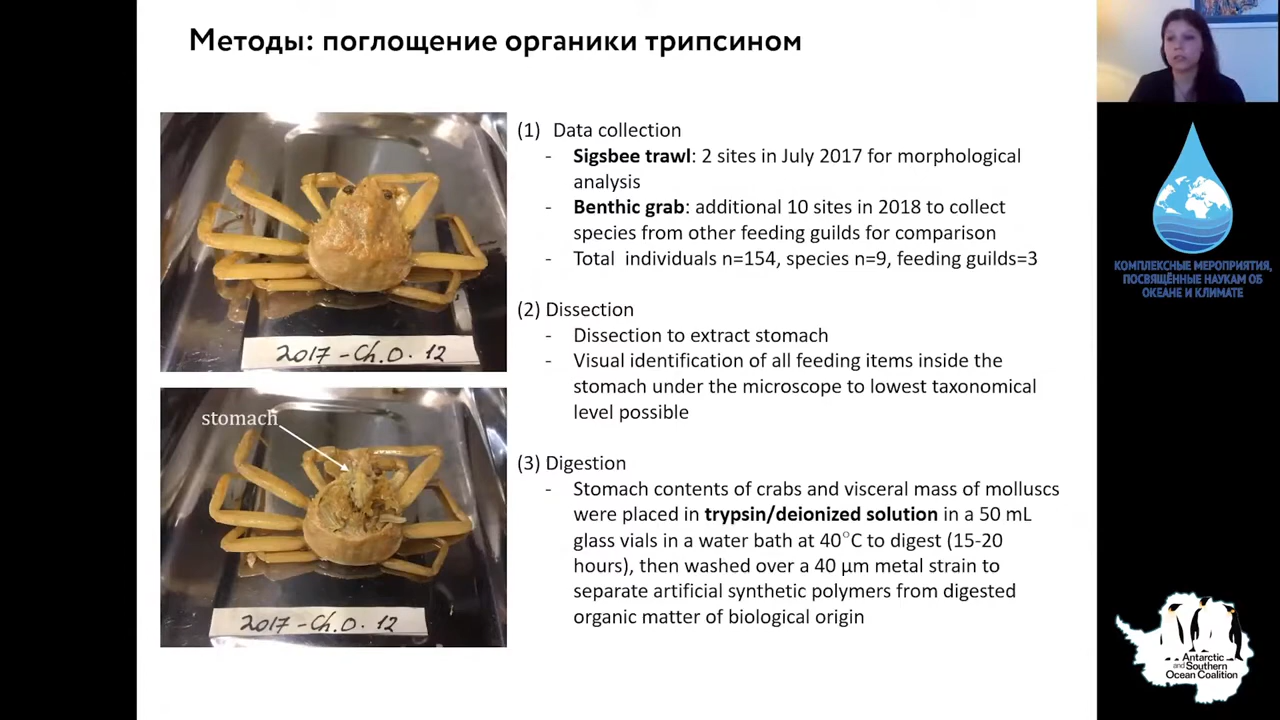 Методы: поглощение органики трипсином
2017-Ch.O. 12
stomach
2017-Ch.O. 12
(1) Data collection
- Sigsbee trawl: 2 sites in July 2017 for morphological
analysis
- Benthic grab: additional 10 sites in 2018 to collect
species from other feeding guilds for comparison
- Total individuals n=154, species n=9, feeding guilds=3
(2) Dissection
- Dissection to extract stomach
- Visual identification of all feeding items inside the
stomach under the microscope to lowest taxonomical
level possible
(3) Digestion
- Stomach contents of crabs and visceral mass of molluscs
were placed in trypsin/deionized solution in a 50 mL
glass vials in a water bath at 40°C to digest (15-20
hours), then washed over a 40 µm metal strain to
separate artificial synthetic polymers from digested
organic matter of biological origin
КОМПЛЕКСНЫЕ МЕРОПРИЯТИЯ,
ПОСВЯЩЁННЫЕ НАУКАМ ОБ
ОКЕАНЕ И КЛИМАТЕ
Antarctic
and Southern
Ocean Coalition